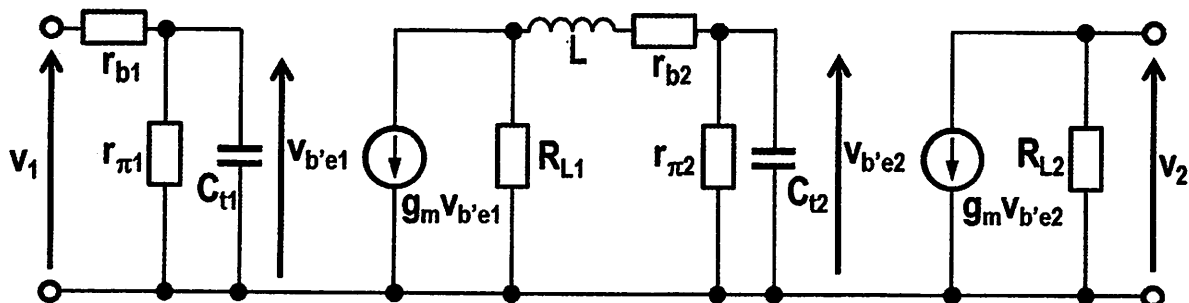 r_b1
L
r_b2
v_1
r_π1
C_t1
v_b'e1
g_m v_b'e1
R_L1
r_π2
C_t2
v_b'e2
g_m v_b'e2
R_L2
v_2